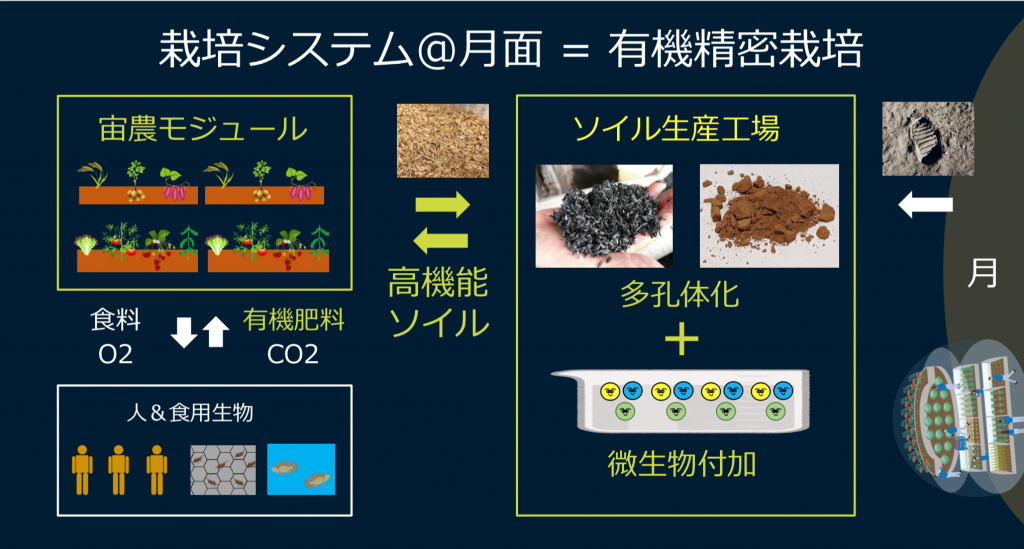 栽培システム@月面 = 有機精密栽培
宙農モジュール
高機能
ソイル
ソイル生産工場
多孔体化
+
微生物付加
月
食料
O2
有機肥料
CO2
人&食用生物